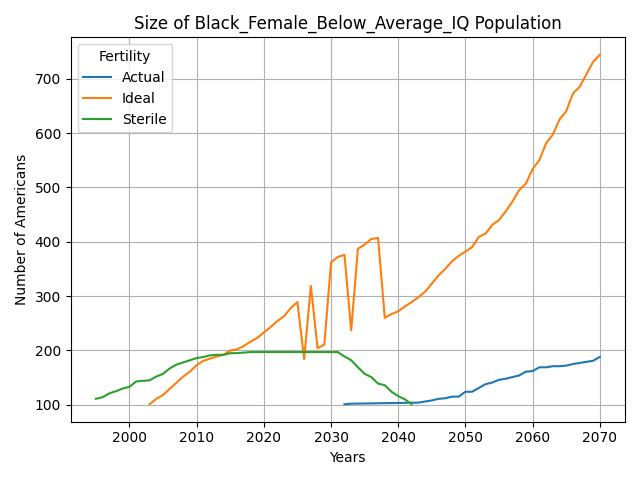 Size of Black_Female_Below_Average_IQ Population
Fertility
Actual
Ideal
Sterile
Number of Americans
700
600
500
400
300
200
100
2000 2010 2020 2030 2040 2050 2060 2070
Years